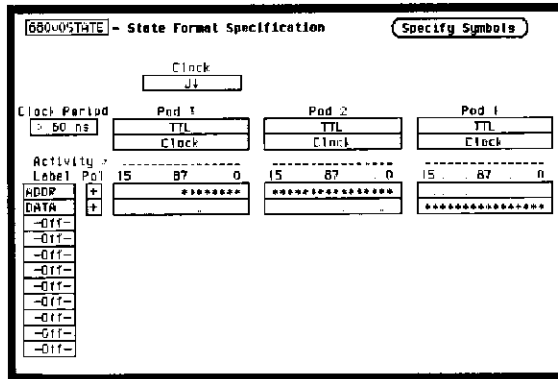 68000STATE - State Format Specification
Specify Symbols
Clock
J↓
Clock Period
> 60 ns
Pod 3
TTL
Clock
Pod 2
TTL
Clock
Pod 1
TTL
Clock
Activity >
Label Pol
15 87 0
15 87 0
15 87 0
ADDR + ******** ****************
DATA + ****************
-Off-
-Off-
-Off-
-Off-
-Off-
-Off-
-Off-
-Off-
-Off-